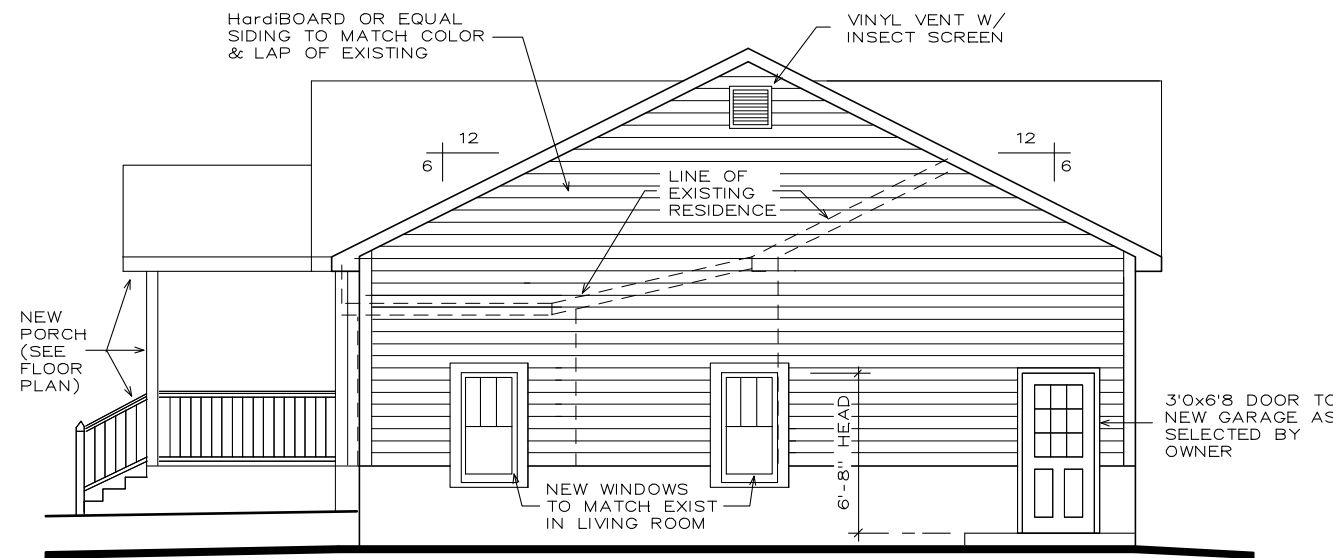 HardiBOARD OR EQUAL
SIDING TO MATCH COLOR
& LAP OF EXISTING
VINYL VENT W/
INSECT SCREEN
12
6
12
6
LINE OF
EXISTING
RESIDENCE
NEW
PORCH
(SEE
FLOOR
PLAN)
6'-8" HEAD
3'0x6'8 DOOR TO
NEW GARAGE AS
SELECTED BY
OWNER
NEW WINDOWS
TO MATCH EXIST
IN LIVING ROOM